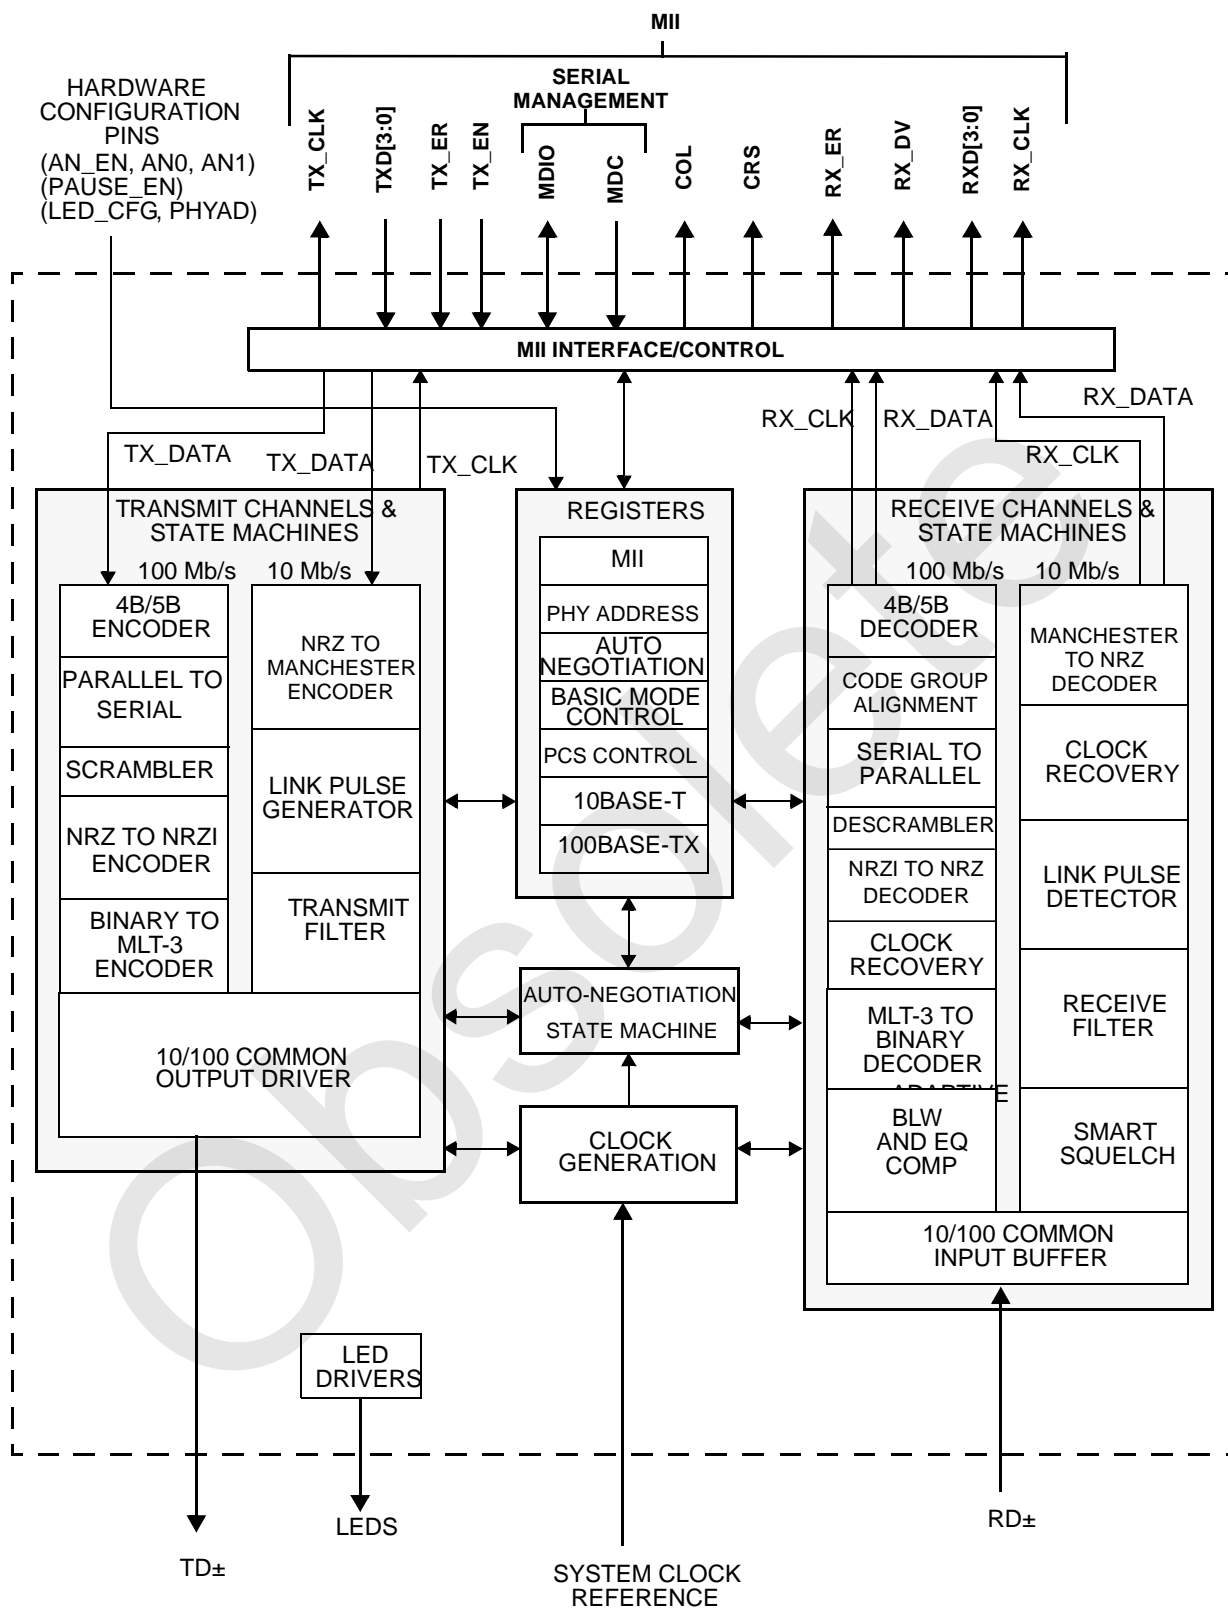 MII
SERIAL
MANAGEMENT
HARDWARE
CONFIGURATION
PINS
(AN_EN, AN0, AN1)
(PAUSE_EN)
(LED_CFG, PHYAD)
TX_CLK
TXD[3:0]
TX_ER
TX_EN
MDIO
MDC
COL
CRS
RX_ER
RX_DV
RXD[3:0]
RX_CLK
MII INTERFACE/CONTROL
TX_DATA
TX_DATA
TX_CLK
RX_CLK
RX_DATA
RX_CLK
RX_DATA
TRANSMIT CHANNELS &
STATE MACHINES
100 Mb/s
10 Mb/s
4B/5B
ENCODER
PARALLEL TO
SERIAL
SCRAMBLER
NRZ TO NRZI
ENCODER
BINARY TO
MLT-3
ENCODER
NRZ TO
MANCHESTER
ENCODER
LINK PULSE
GENERATOR
TRANSMIT
FILTER
10/100 COMMON
OUTPUT DRIVER
REGISTERS
MII
PHY ADDRESS
AUTO
NEGOTIATION
BASIC MODE
CONTROL
PCS CONTROL
10BASE-T
100BASE-TX
AUTO-NEGOTIATION
STATE MACHINE
CLOCK
GENERATION
RECEIVE CHANNELS &
STATE MACHINES
100 Mb/s
10 Mb/s
4B/5B
DECODER
CODE GROUP
ALIGNMENT
SERIAL TO
PARALLEL
DESCRAMBLER
NRZI TO NRZ
DECODER
CLOCK
RECOVERY
MLT-3 TO
BINARY
DECODER
ADAPTIVE
BLW
AND EQ
COMP
MANCHESTER
TO NRZ
DECODER
CLOCK
RECOVERY
LINK PULSE
DETECTOR
RECEIVE
FILTER
SMART
SQUELCH
10/100 COMMON
INPUT BUFFER
LED
DRIVERS
TD±
LEDS
SYSTEM CLOCK
REFERENCE
RD±
Obsolete